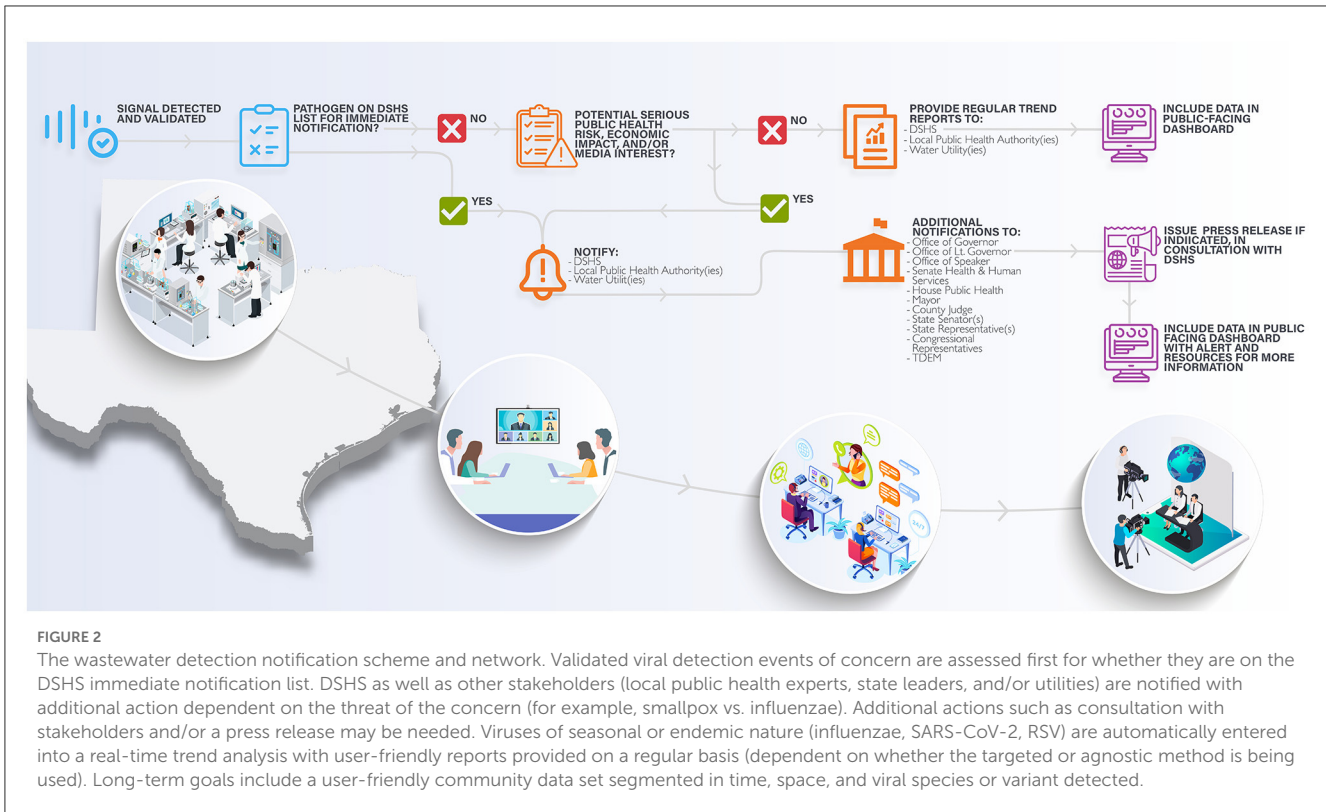 SIGNAL DETECTED
AND VALIDATED
PATHOGEN ON DSHS
LIST FOR IMMEDIATE
NOTIFICATION?
NO
POTENTIAL SERIOUS
PUBLIC HEALTH
RISK, ECONOMIC
IMPACT, AND/OR
MEDIA INTEREST?
NO
PROVIDE REGULAR TREND
REPORTS TO:
- DSHS
- Local Public Health Authority(ies)
- Water Utility(ies)
INCLUDE DATA IN
PUBLIC-FACING
DASHBOARD
YES
YES
NOTIFY:
- DSHS
- Local Public Health Authority(ies)
- Water Utilit(ies)
ADDITIONAL
NOTIFICATIONS TO:
- Office of Governor
- Office of Lt. Governor
- Office of Speaker
- Senate Health & Human
Services
- House Public Health
- Mayor
- County Judge
- State Senator(s)
- State Representative(s)
- Congressional
Representatives
- TDEM
ISSUE PRESS RELEASE IF
INDIICATED, IN
CONSULTATION WITH
DSHS
INCLUDE DATA IN PUBLIC
FACING DASHBOARD
WITH ALERT AND
RESOURCES FOR MORE
INFORMATION
24/7
FIGURE 2
The wastewater detection notification scheme and network. Validated viral detection events of concern are assessed first for whether they are on the
DSHS immediate notification list. DSHS as well as other stakeholders (local public health experts, state leaders, and/or utilities) are notified with
additional action dependent on the threat of the concern (for example, smallpox vs. influenzae). Additional actions such as consultation with
stakeholders and/or a press release may be needed. Viruses of seasonal or endemic nature (influenzae, SARS-CoV-2, RSV) are automatically entered
into a real-time trend analysis with user-friendly reports provided on a regular basis (dependent on whether the targeted or agnostic method is being
used). Long-term goals include a user-friendly community data set segmented in time, space, and viral species or variant detected.